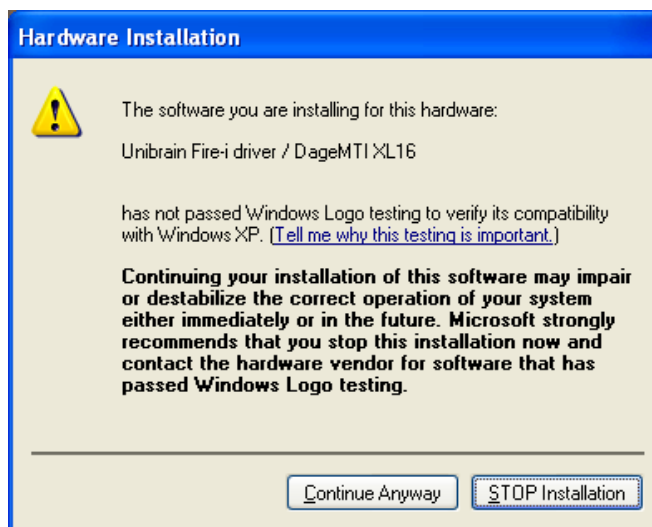 Hardware Installation
The software you are installing for this hardware:
Unibrain Fire-i driver / DageMTI XL16
has not passed Windows Logo testing to verify its compatibility
with Windows XP. (Tell me why this testing is important.)
Continuing your installation of this software may impair
or destabilize the correct operation of your system
either immediately or in the future. Microsoft strongly
recommends that you stop this installation now and
contact the hardware vendor for software that has
passed Windows Logo testing.
Continue Anyway STOP Installation